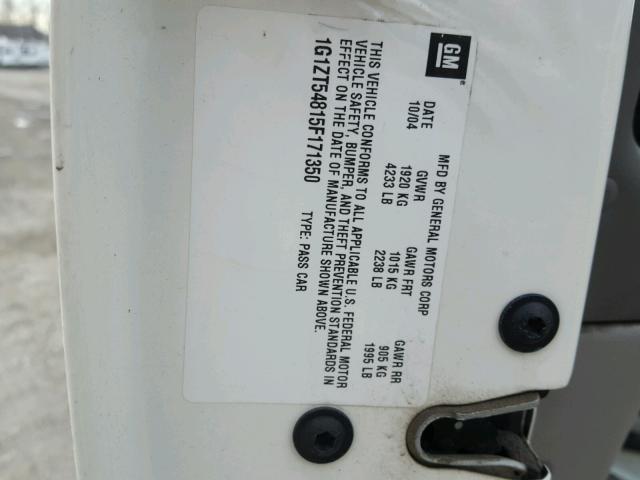 GM
MFD BY GENERAL MOTORS CORP
DATE GVWR GAWR FRT GAWR RR
10/04 1920 KG 1015 KG 905 KG
4233 LB 2238 LB 1995 LB
THIS VEHICLE CONFORMS TO ALL APPLICABLE U.S. FEDERAL MOTOR
VEHICLE SAFETY, BUMPER, AND THEFT PREVENTION STANDARDS IN
EFFECT ON THE DATE OF MANUFACTURE SHOWN ABOVE.
1G1ZT54815F171350 TYPE: PASS CAR